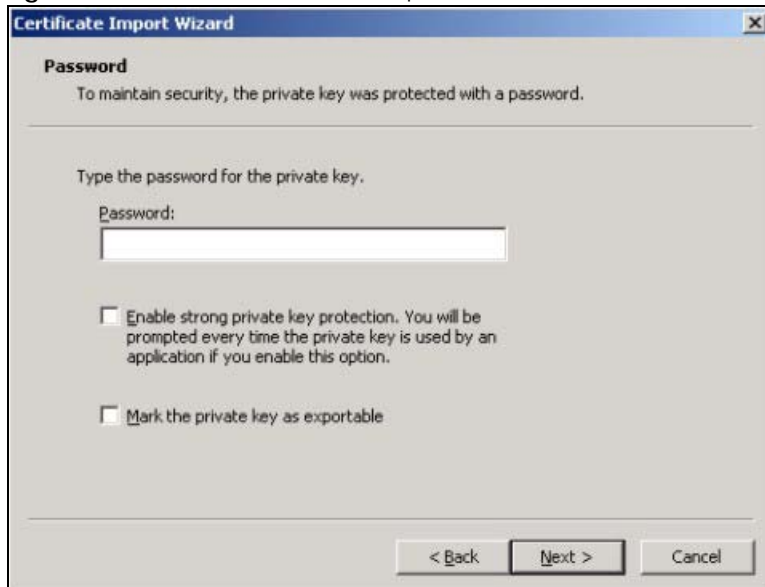 Certificate Import Wizard
Password
To maintain security, the private key was protected with a password.
Type the password for the private key.
Password:
Enable strong private key protection. You will be
prompted every time the private key is used by an
application if you enable this option.
Mark the private key as exportable
< Back Next > Cancel